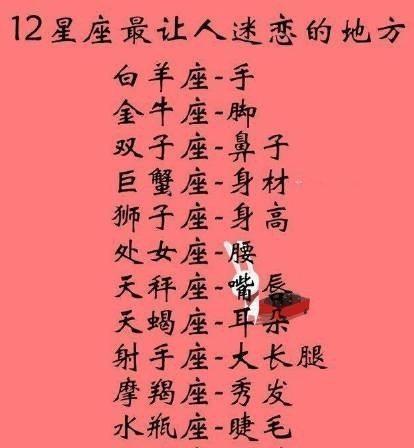 12星座最让人迷恋的地方
白羊座-手
金牛座-脚
双子座-鼻子
巨蟹座-身材
狮子座-身高
处女座-腰
天秤座-嘴唇
天蝎座-耳朵
射手座-大长腿
摩羯座-秀发
水瓶座-睫毛